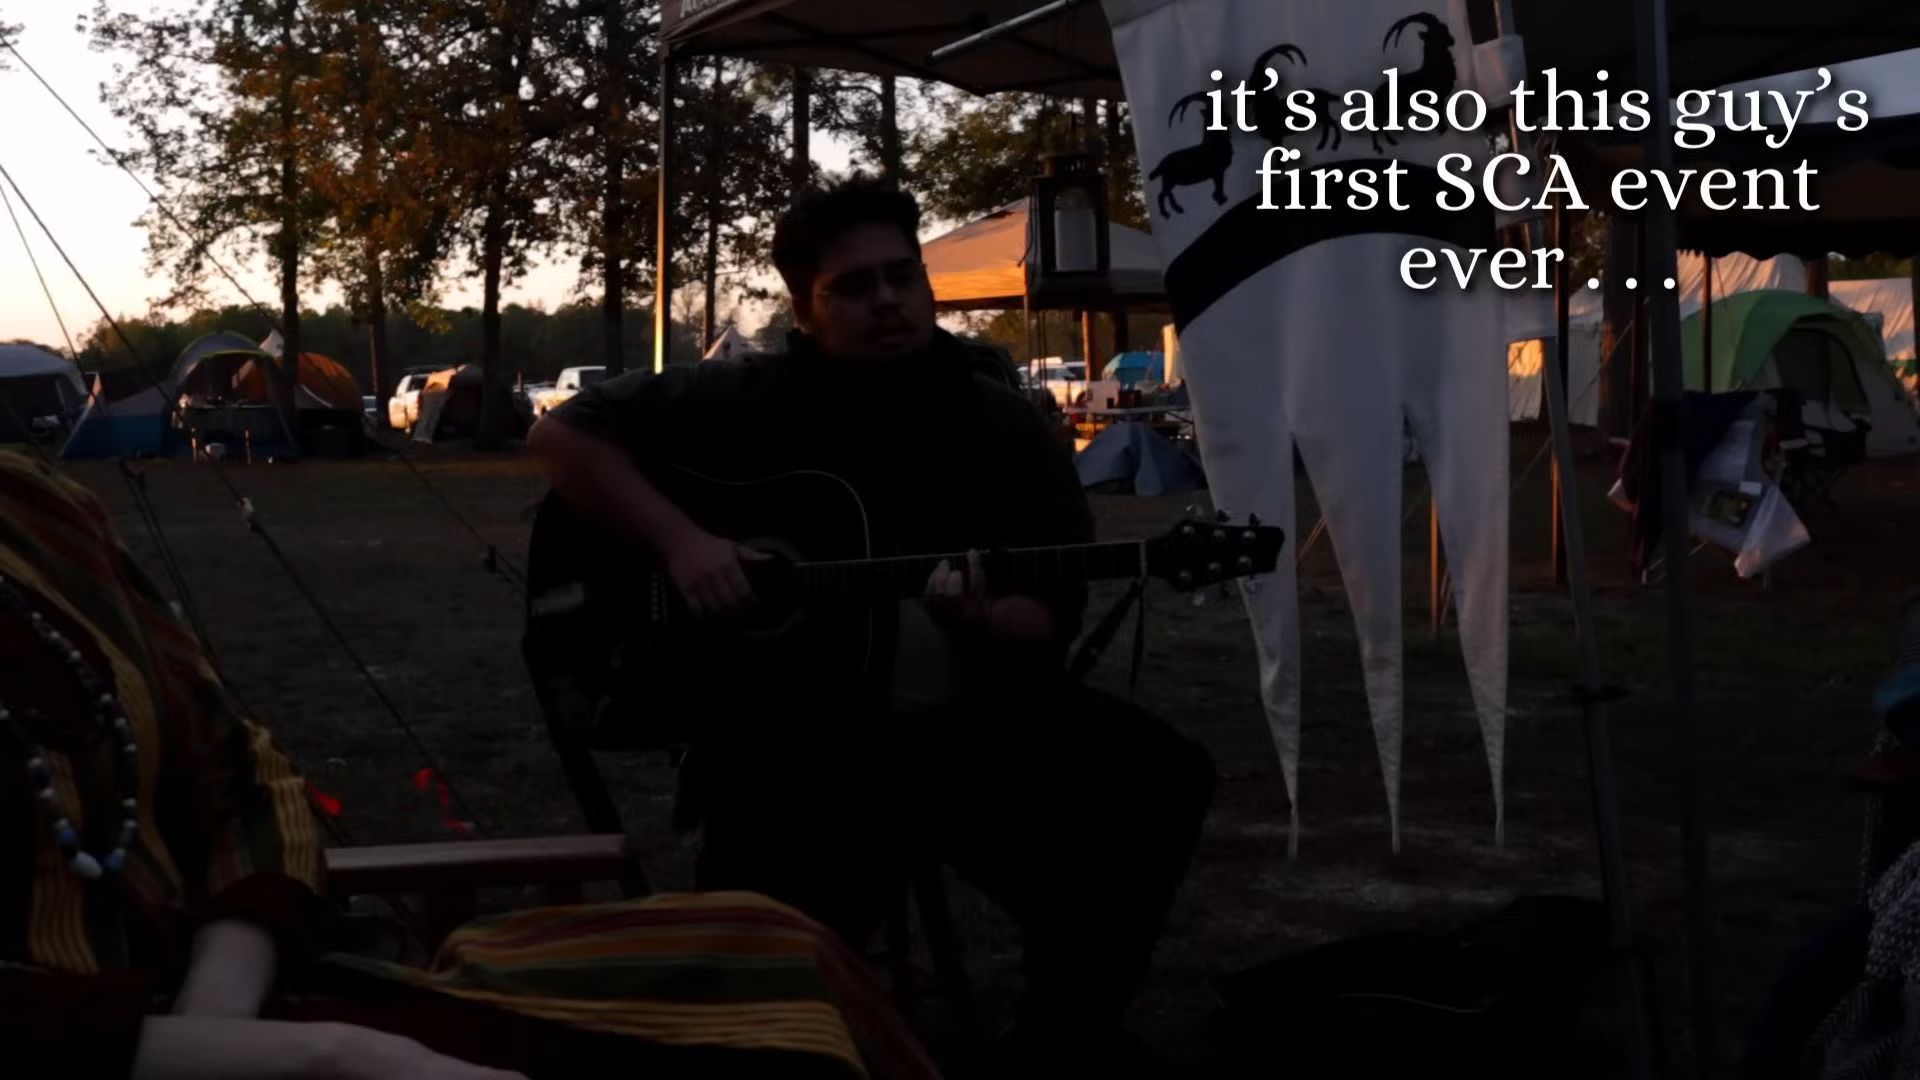 it’s also this guy’s
first SCA event
ever . . .